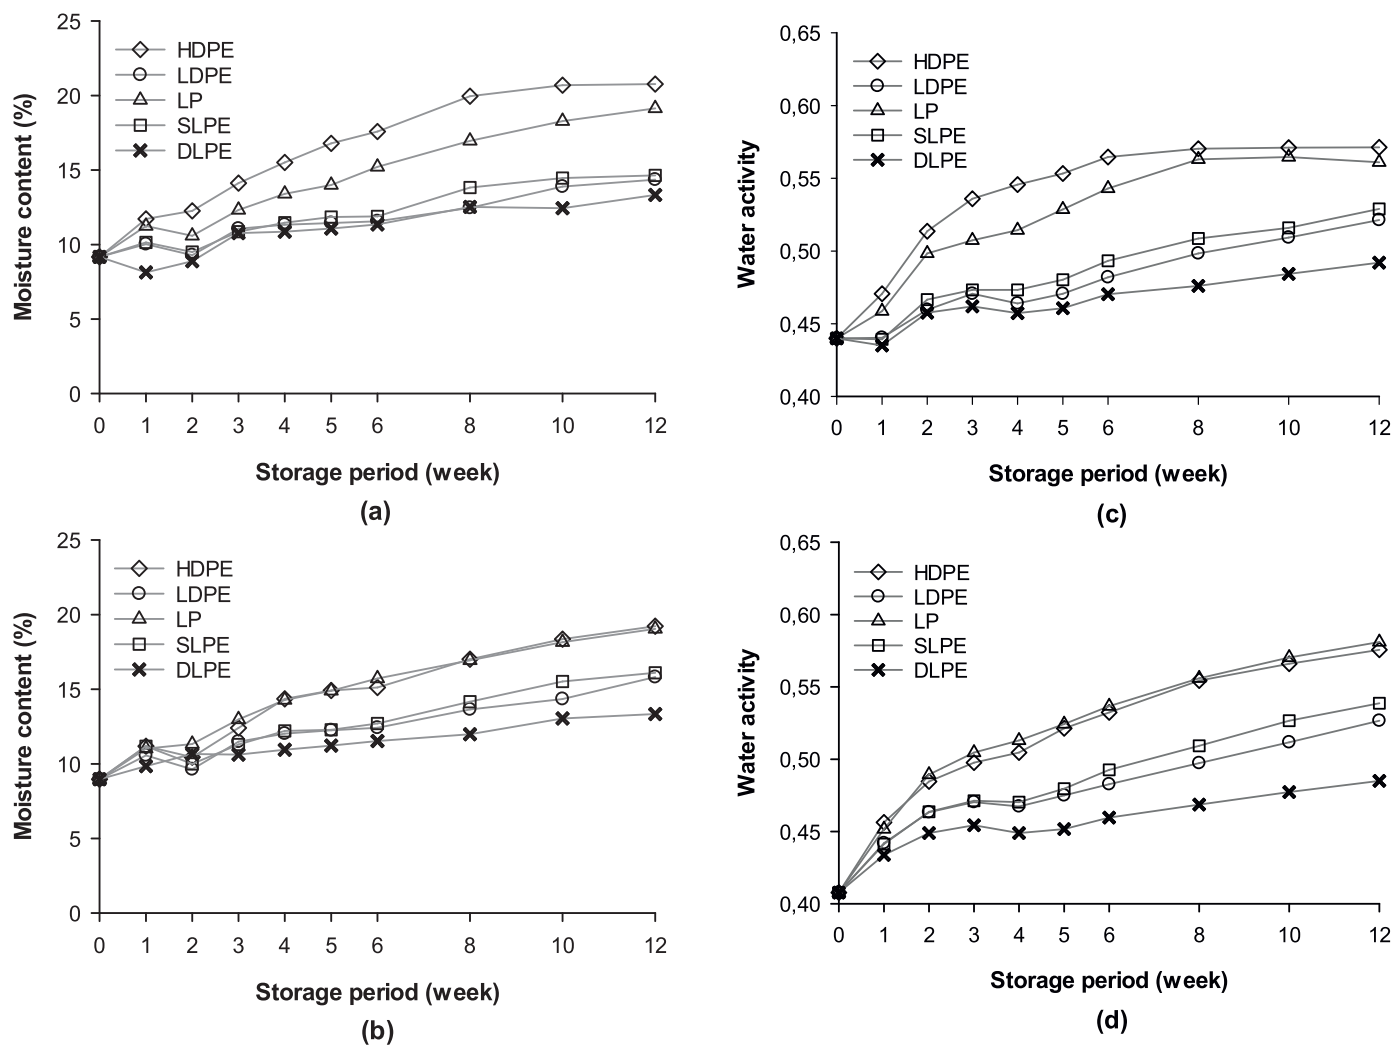 25
20
15
10
5
0
Moisture content (%)
HDPE
LDPE
LP
SLPE
DLPE
0 1 2 3 4 5 6 8 10 12
Storage period (week)
(a)
0,65
0,60
0,55
0,50
0,45
0,40
Water activity
HDPE
LDPE
LP
SLPE
DLPE
0 1 2 3 4 5 6 8 10 12
Storage period (week)
(c)
25
20
15
10
5
0
Moisture content (%)
HDPE
LDPE
LP
SLPE
DLPE
0 1 2 3 4 5 6 8 10 12
Storage period (week)
(b)
0,65
0,60
0,55
0,50
0,45
0,40
Water activity
HDPE
LDPE
LP
SLPE
DLPE
0 1 2 3 4 5 6 8 10 12
Storage period (week)
(d)